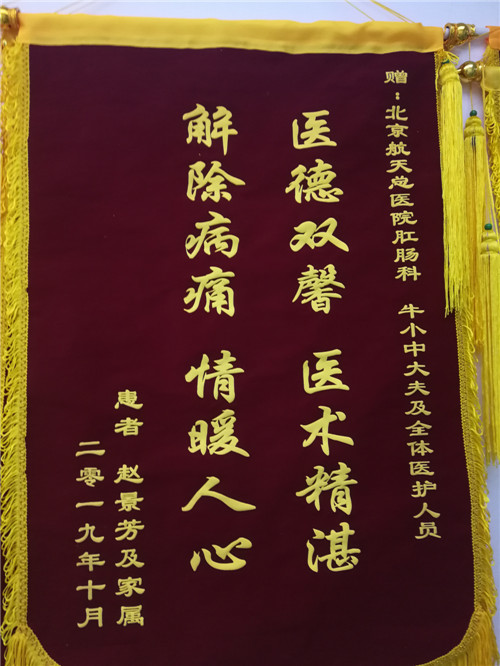 赠：北京航天总医院肛肠科 牛小中大夫及全体医护人员
医德双馨 医术精湛
解除病痛 情暖人心
患者 赵景芳及家属
二零一九年十月